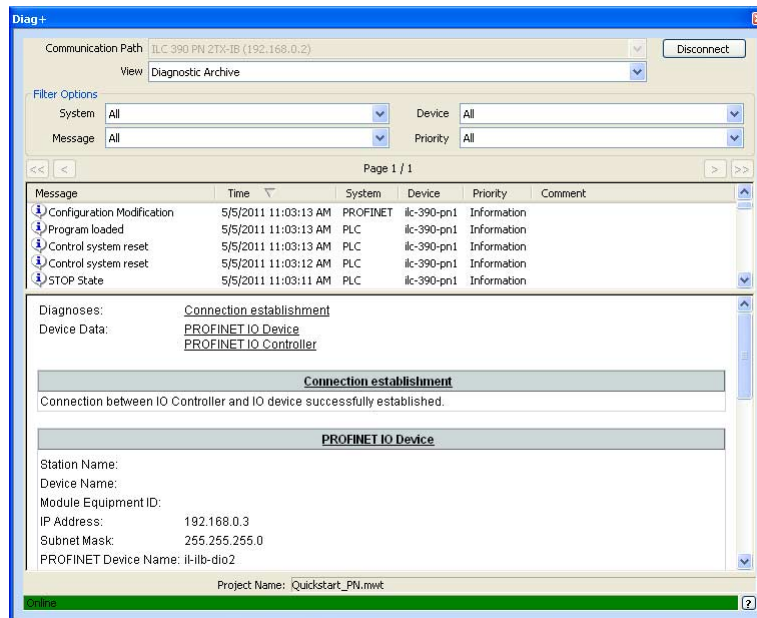 Diag+
Communication Path ILC 390 PN 2TX-IB (192.168.0.2) Disconnect
View Diagnostic Archive
Filter Options
System All Device All
Message All Priority All
<< < Page 1 / 1 > >>
Message Time System Device Priority Comment
Configuration Modification 5/5/2011 11:03:13 AM PROFINET ilc-390-pn1 Information
Program loaded 5/5/2011 11:03:13 AM PLC ilc-390-pn1 Information
Control system reset 5/5/2011 11:03:13 AM PLC ilc-390-pn1 Information
Control system reset 5/5/2011 11:03:12 AM PLC ilc-390-pn1 Information
STOP State 5/5/2011 11:03:11 AM PLC ilc-390-pn1 Information
Diagnoses: Connection establishment
Device Data: PROFINET IO Device
PROFINET IO Controller
Connection establishment
Connection between IO Controller and IO device successfully established.
PROFINET IO Device
Station Name:
Device Name:
Module Equipment ID:
IP Address: 192.168.0.3
Subnet Mask: 255.255.255.0
PROFINET Device Name: il-ilb-dio2
Project Name: Quickstart_PN.mwt
Online ?